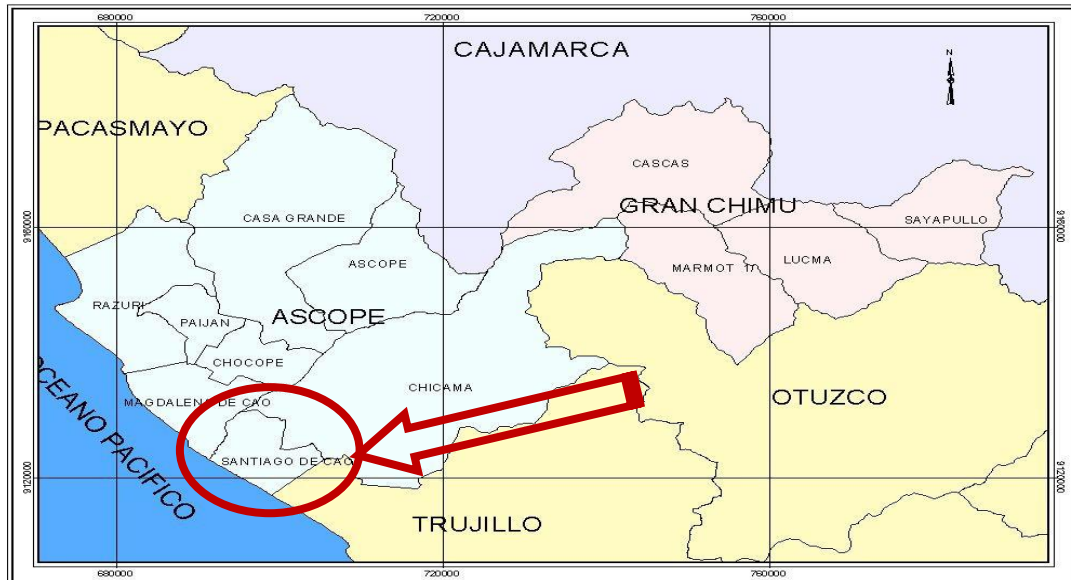 680000
720000
760000
CAJAMARCA
PACASMAYO
CASCAS
GRAN CHIMU
CASA GRANDE
SAYAPULLO
9160000
9160000
ASCOPE
LUCMA
MARMOT
RAZURI
ASCOPE
PAIJAN
CHOCOPE
CHICAMA
OTUZCO
MAGDALENA DE CAO
OCEANO PACIFICO
SANTIAGO DE CAO
9120000
9120000
TRUJILLO
680000
720000
760000